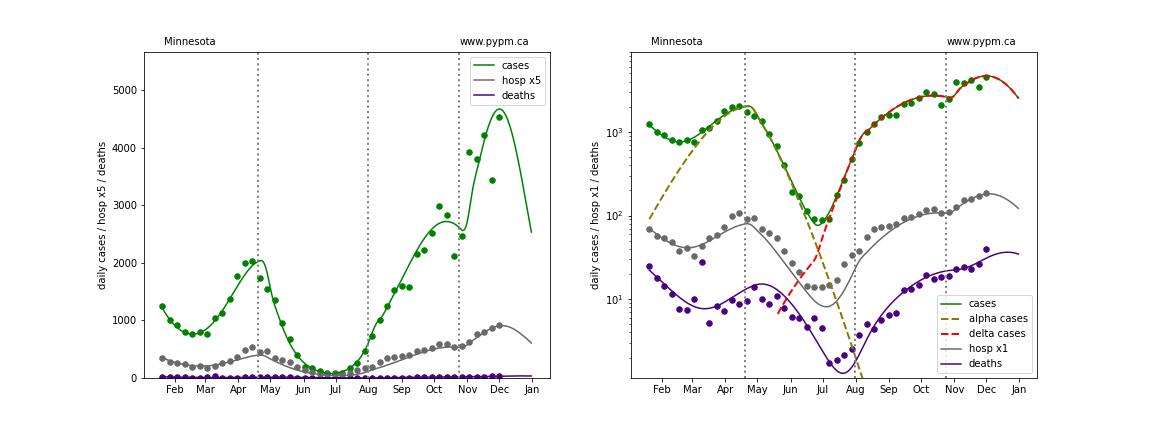 Minnesota www.pypm.ca
daily cases / hosp x5 / deaths
5000
4000
3000
2000
1000
0
cases
hosp x5
deaths
Feb Mar Apr May Jun Jul Aug Sep Oct Nov Dec Jan
Minnesota www.pypm.ca
daily cases / hosp x1 / deaths
10³
10²
10¹
cases
alpha cases
delta cases
hosp x1
deaths
Feb Mar Apr May Jun Jul Aug Sep Oct Nov Dec Jan